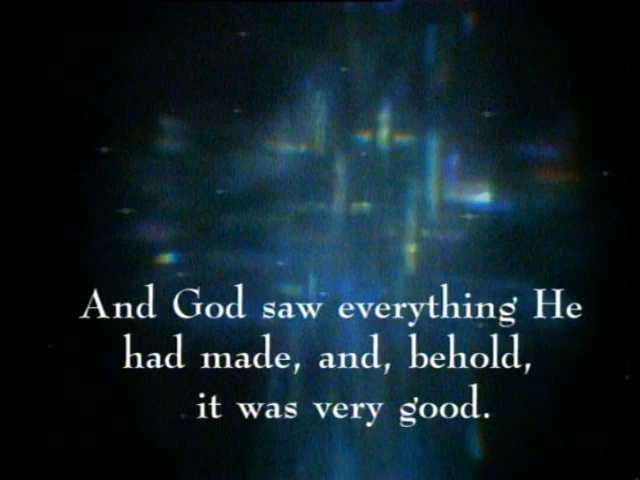 And God saw everything He
had made, and, behold,
it was very good.